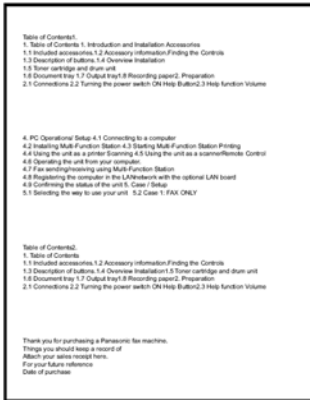 Table of Contents1.
1. Table of Contents 1. Introduction and Installation Accessories
1.1 Included accessories.1.2 Accessory information.Finding the Controls
1.3 Description of buttons.1.4 Overview Installation
1.5 Toner cartridge and drum unit
1.6 Document tray 1.7 Output tray1.8 Recording paper2. Preparation
2.1 Connections 2.2 Turning the power switch ON Help Button2.3 Help function Volume
4. PC Operational Setup 4.1 Connecting to a computer
4.2 Installing Multi-Function Station 4.3 Starting Multi-Function Station Printing
4.4 Using the unit as a printer Scanning 4.5 Using the unit as a scannerRemote Control
4.6 Operating the unit from your computer.
4.7 Fax sending/receiving using Multi-Function Station
4.8 Registering the computer in the LANnetwork with the optional LAN board
4.9 Confirming the status of the unit 5. Case / Setup
5.1 Selecting the way to use your unit 5.2 Case 1: FAX ONLY
Table of Contents2.
1. Table of Contents
1.1 Included accessories.1.2 Accessory information.Finding the Controls
1.3 Description of buttons.1.4 Overview Installation1.5 Toner cartridge and drum unit
1.6 Document tray 1.7 Output tray1.8 Recording paper2. Preparation
2.1 Connections 2.2 Turning the power switch ON Help Button2.3 Help function Volume
Thank you for purchasing a Panasonic fax machine.
Things you should keep a record of
Attach your sales receipt here.
For your future reference
Date of purchase